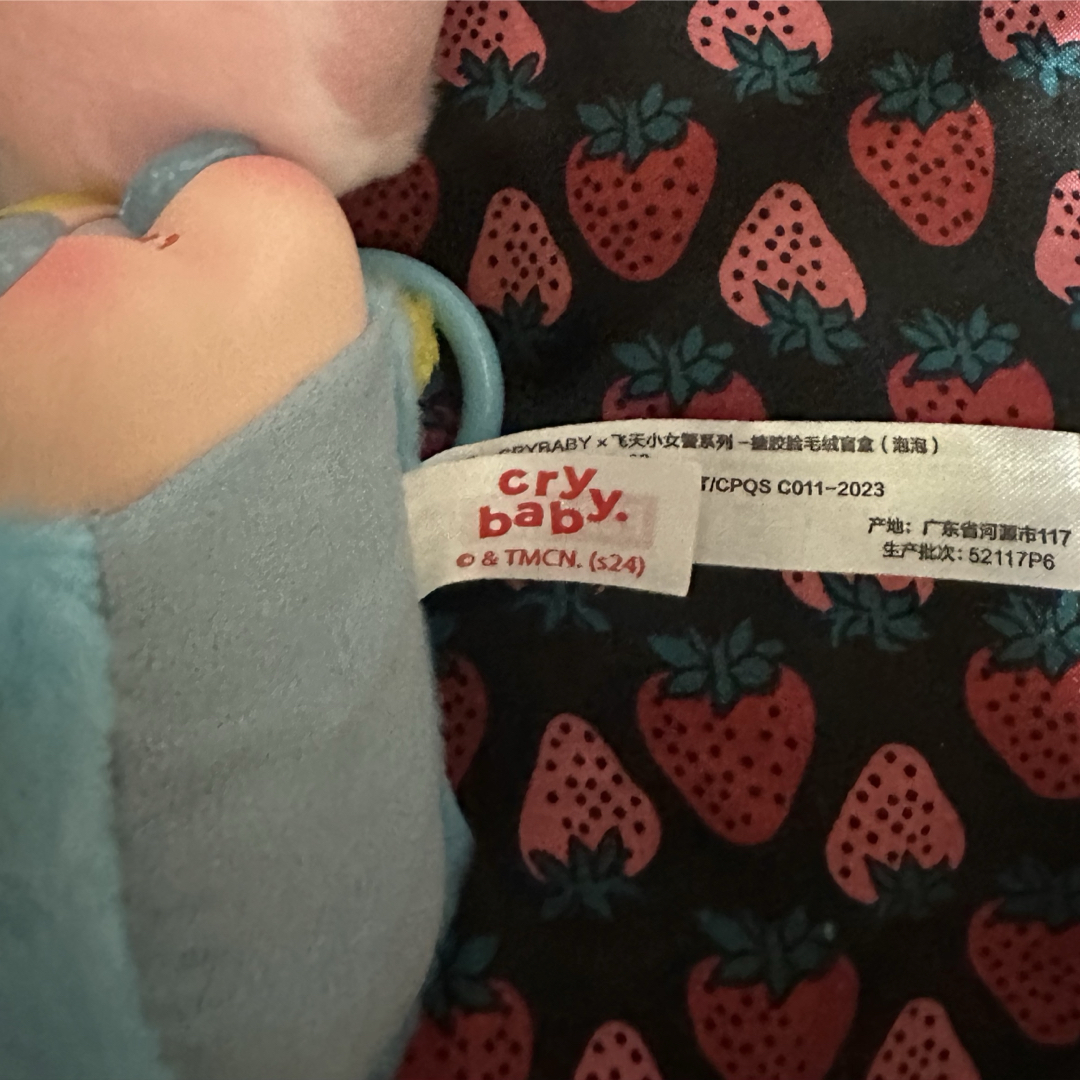 CRYBABY × 飞天小女警系列 -搪胶脸毛绒盲盒（泡泡）
T/CPQS C011-2023
产地: 广东省河源市117
生产批次: 52117P6
cry
baby.
© & TMCN. (s24)